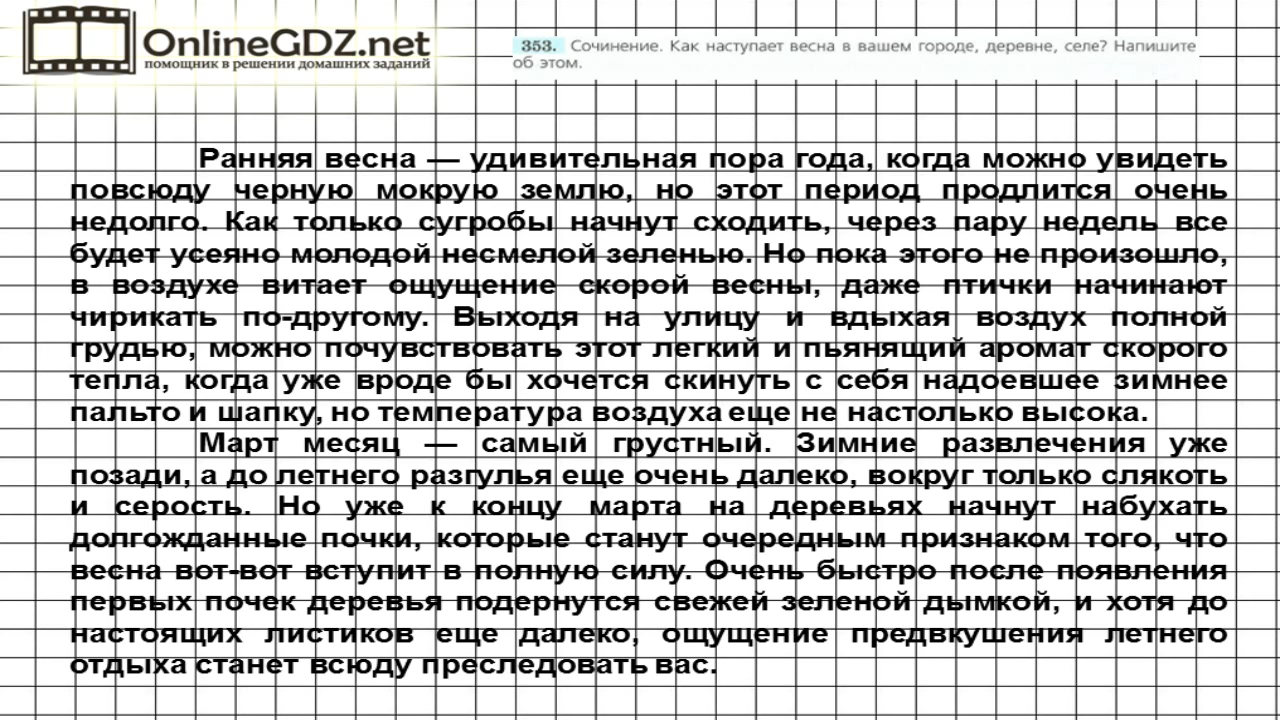 OnlineGDZ.net
помощник в решении домашних заданий
353. Сочинение. Как наступает весна в вашем городе, деревне, селе? Напишите
об этом.
Ранняя весна — удивительная пора года, когда можно увидеть
повсюду черную мокрую землю, но этот период продлится очень
недолго. Как только сугробы начнут сходить, через пару недель все
будет усеяно молодой несмелой зеленью. Но пока этого не произошло,
в воздухе витает ощущение скорой весны, даже птички начинают
чирикать по-другому. Выходя на улицу и вдыхая воздух полной
грудью, можно почувствовать этот легкий и пьянящий аромат скорого
тепла, когда уже вроде бы хочется скинуть с себя надоевшее зимнее
пальто и шапку, но температура воздуха еще не настолько высока.
Март месяц — самый грустный. Зимние развлечения уже
позади, а до летнего разгулья еще очень далеко, вокруг только слякоть
и серость. Но уже к концу марта на деревьях начнут набухать
долгожданные почки, которые станут очередным признаком того, что
весна вот-вот вступит в полную силу. Очень быстро после появления
первых почек деревья подернутся свежей зеленой дымкой, и хотя до
настоящих листиков еще далеко, ощущение предвкушения летнего
отдыха станет всюду преследовать вас.